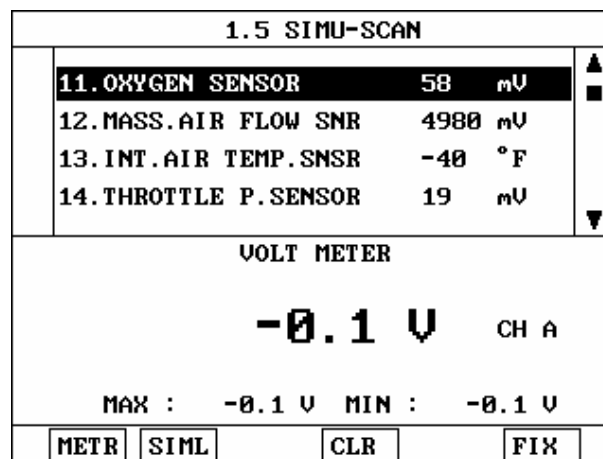 1.5 SIMU-SCAN
11.OXYGEN SENSOR 58 mV
12.MASS.AIR FLOW SNR 4980 mV
13.INT.AIR TEMP.SNSR -40 °F
14.THROTTLE P.SENSOR 19 mV
VOLT METER
-0.1 V CH A
MAX : -0.1 V MIN : -0.1 V
METR SIML CLR FIX